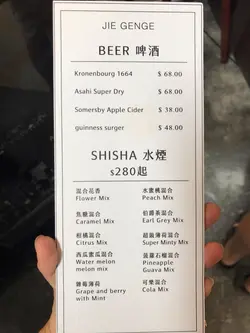 JIE GENGE
BEER 啤酒
Kronenbourg 1664 $ 68.00
Asahi Super Dry $ 68.00
Somersby Apple Cider $ 38.00
guinness surger $ 48.00
SHISHA 水煙
$280起
混合花香
Flower Mix
水蜜桃混合
Peach Mix
焦糖混合
Caramel Mix
伯爵茶混合
Earl Grey Mix
柑橘混合
Citrus Mix
超級薄荷混合
Super Minty Mix
西瓜蜜瓜混合
Water melon
melon mix
菠蘿石榴混合
Pineapple
Guava Mix
提莓薄荷
Grape and berry
with Mint
可樂混合
Cola Mix